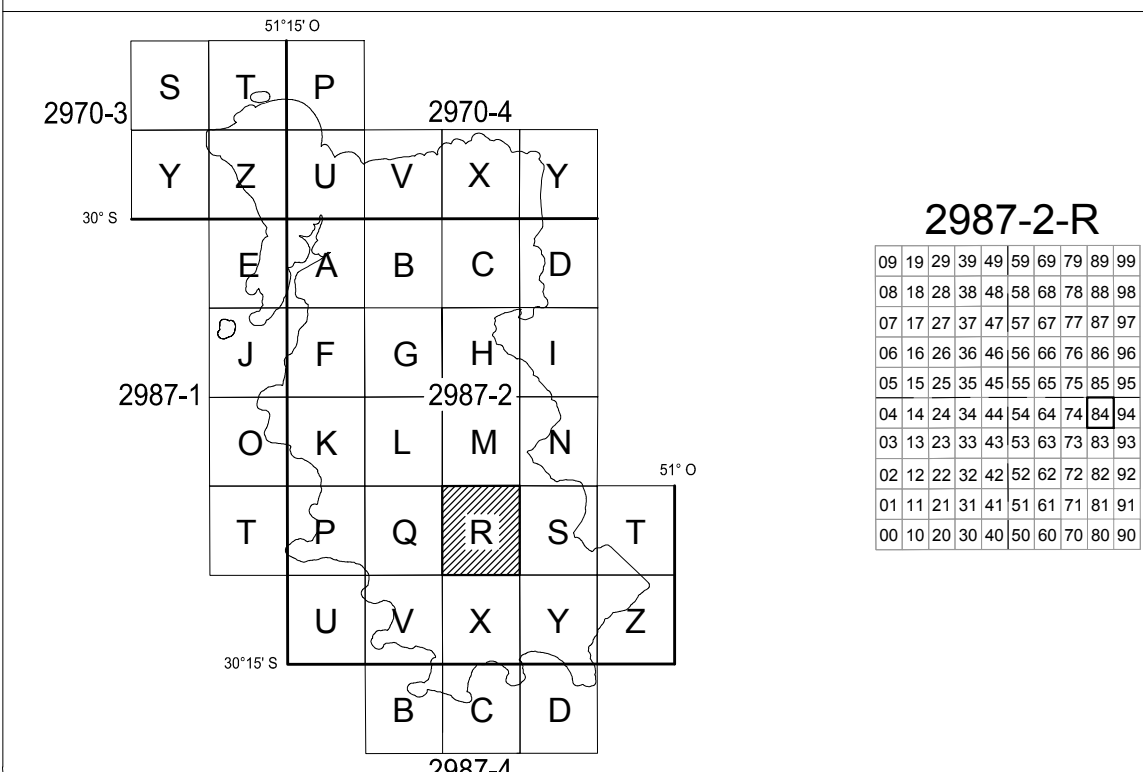 51°15' O
S T P
2970-3 2970-4
Y Z U V X Y
30° S
E A B C D
J F G H I
2987-1 2987-2
O K L M N
51° O
T P Q R S T
U V X Y Z
30°15' S
B C D
2987-4
2987-2-R
09 19 29 39 49 59 69 79 89 99
08 18 28 38 48 58 68 78 88 98
07 17 27 37 47 57 67 77 87 97
06 16 26 36 46 56 66 76 86 96
05 15 25 35 45 55 65 75 85 95
04 14 24 34 44 54 64 74 84 94
03 13 23 33 43 53 63 73 83 93
02 12 22 32 42 52 62 72 82 92
01 11 21 31 41 51 61 71 81 91
00 10 20 30 40 50 60 70 80 90